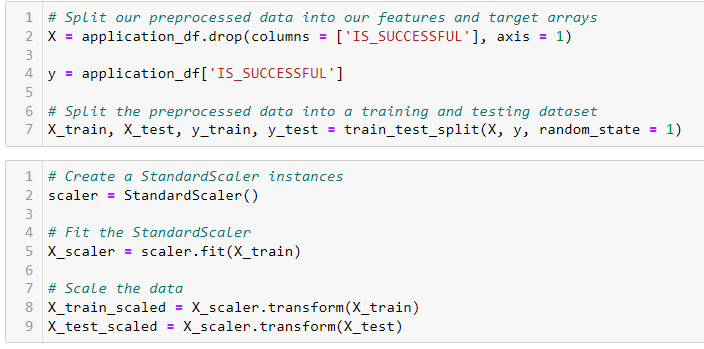 1 # Split our preprocessed data into our features and target arrays
2 X = application_df.drop(columns = ['IS_SUCCESSFUL'], axis = 1)
3
4 y = application_df['IS_SUCCESSFUL']
5
6 # Split the preprocessed data into a training and testing dataset
7 X_train, X_test, y_train, y_test = train_test_split(X, y, random_state = 1)
1 # Create a StandardScaler instances
2 scaler = StandardScaler()
3
4 # Fit the StandardScaler
5 X_scaler = scaler.fit(X_train)
6
7 # Scale the data
8 X_train_scaled = X_scaler.transform(X_train)
9 X_test_scaled = X_scaler.transform(X_test)